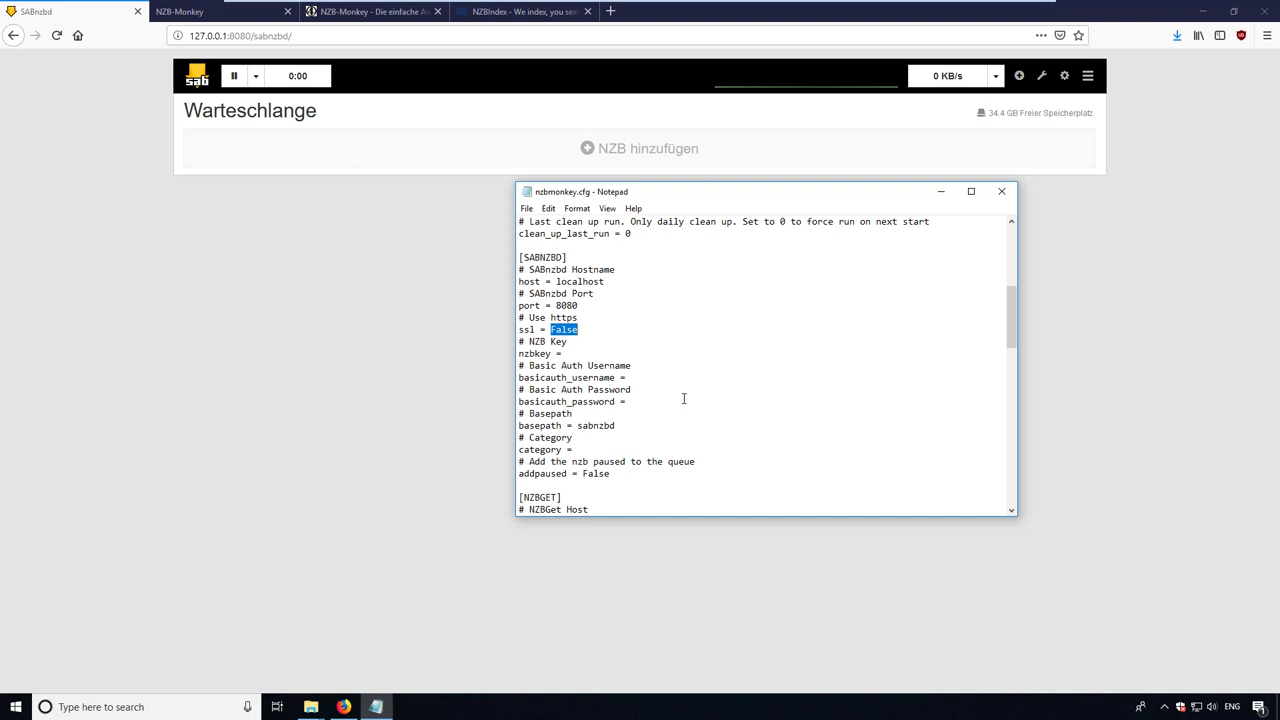 SABnzbd
NZB-Monkey
NZB-Monkey - Die einfache A
NZBIndex - We index, you sea
127.0.0.1:8080/sabnzbd/
sab
0:00
0 KB/s
Warteschlange
34.4 GB Freier Speicherplatz
NZB hinzufügen
nzbmonkey.cfg - Notepad
File Edit Format View Help
# Last clean up run. Only daily clean up. Set to 0 to force run on next start
clean_up_last_run = 0
[SABNZBD]
# SABnzbd Hostname
host = localhost
# SABnzbd Port
port = 8080
# Use https
ssl = False
# NZB Key
nzbkey =
# Basic Auth Username
basicauth_username =
# Basic Auth Password
basicauth_password =
# Basepath
basepath = sabnzbd
# Category
category =
# Add the nzb paused to the queue
addpaused = False
[NZBGET]
# NZBGet Host
Type here to search
ENG